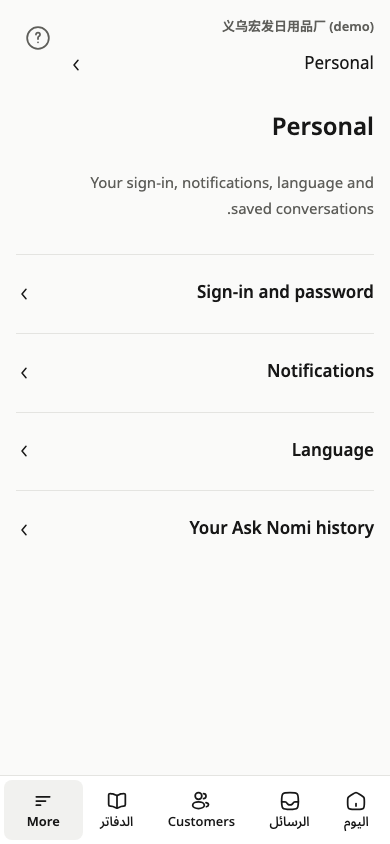 义乌宏发日用品厂 (demo)
Personal
Personal
Your sign-in, notifications, language and
saved conversations.
Sign-in and password
Notifications
Language
Your Ask Nomi history
اليوم
الرسائل
Customers
الدفاتر
More